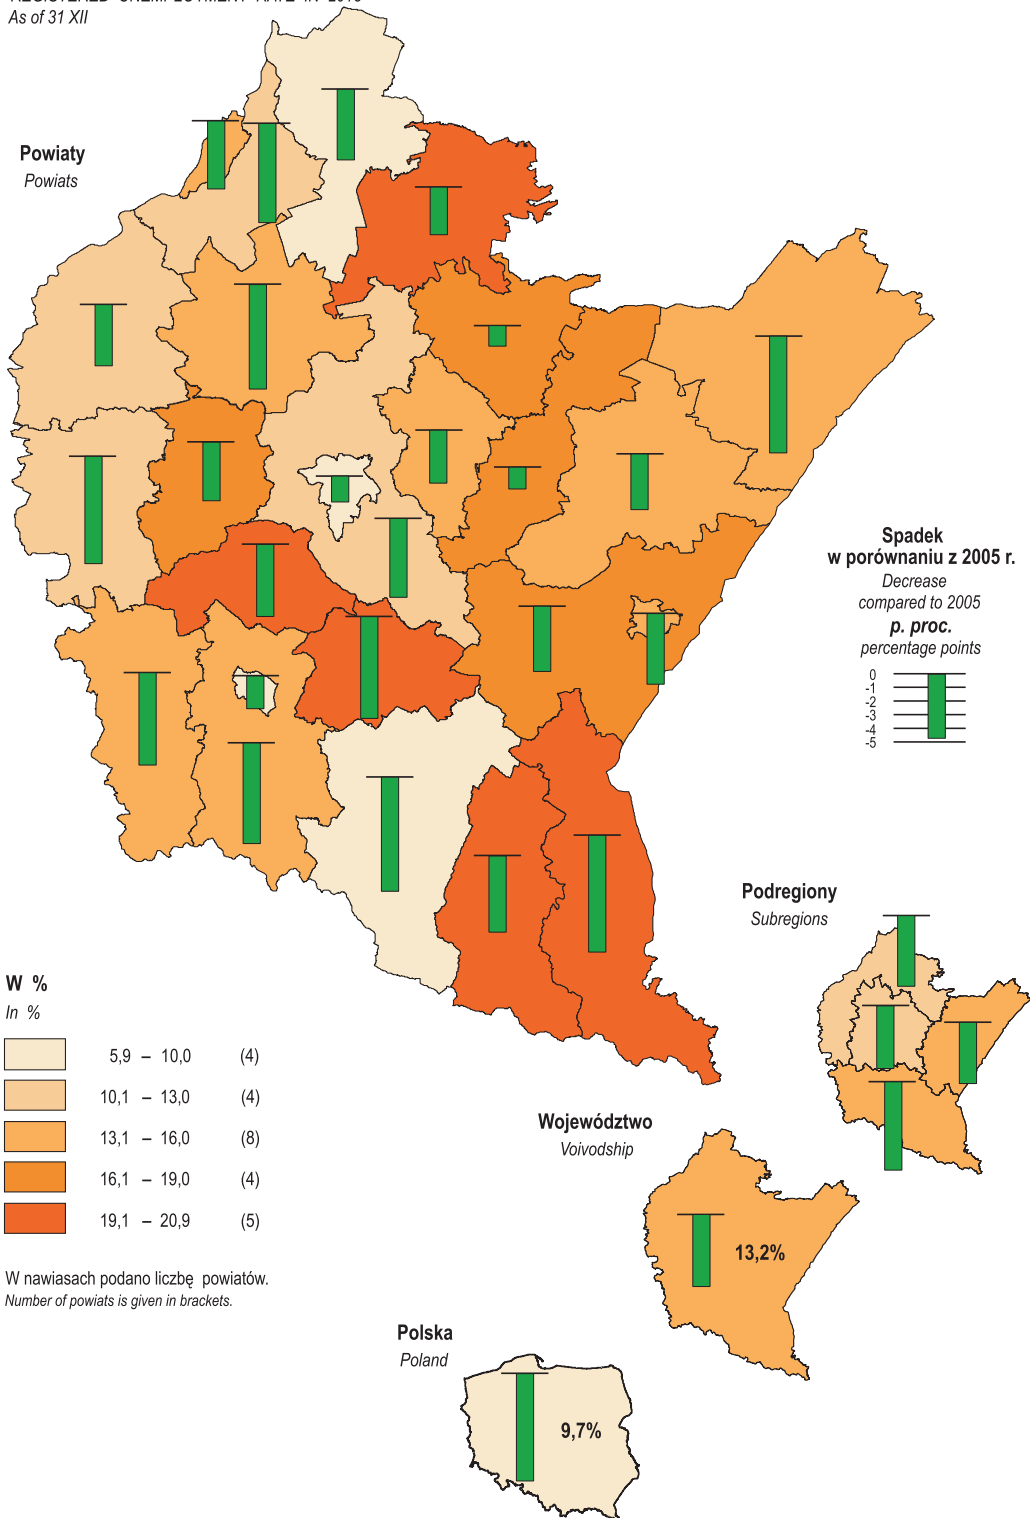 As of 31 XII
Powiaty
Powiats
Spadek
w porównaniu z 2005 r.
Decrease
compared to 2005
p. proc.
percentage points
0
-1
-2
-3
-4
-5
Podregiony
Subregions
W %
In %
5,9 – 10,0 (4)
10,1 – 13,0 (4)
13,1 – 16,0 (8)
16,1 – 19,0 (4)
19,1 – 20,9 (5)
W nawiasach podano liczbę powiatów.
Number of powiats is given in brackets.
Województwo
Voivodship
13,2%
Polska
Poland
9,7%